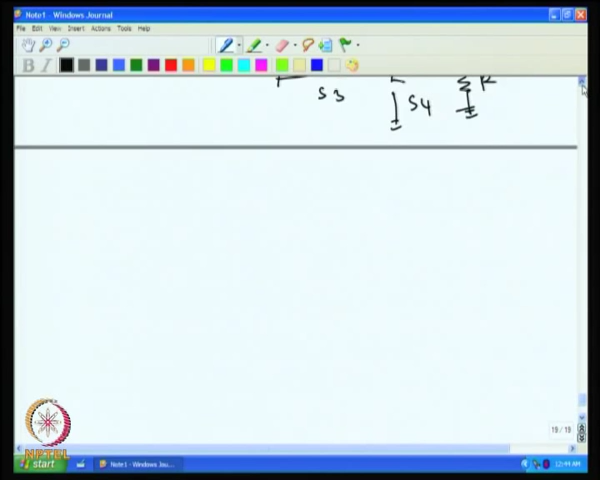 Note1 - Windows Journal
File Edit View Insert Actions Tools Help
B I
R
S3
S4
19 / 19
NPTEL
start
Note1 - Windows Jou...
12:44 AM